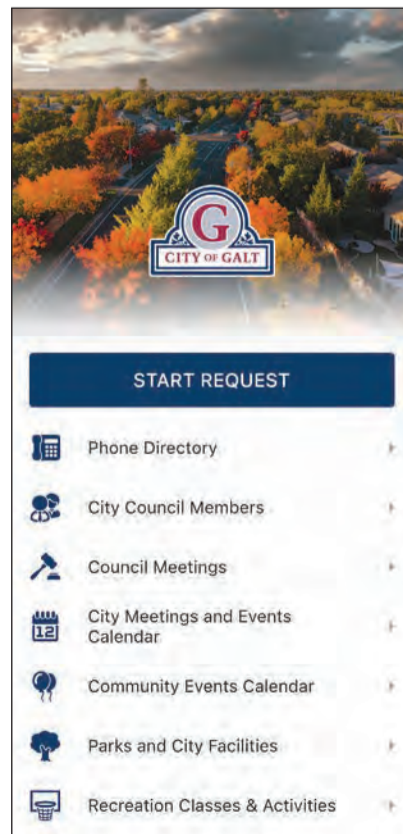 G
CITY OF GALT
START REQUEST
Phone Directory
City Council Members
Council Meetings
12
City Meetings and Events
Calendar
Community Events Calendar
Parks and City Facilities
Recreation Classes & Activities